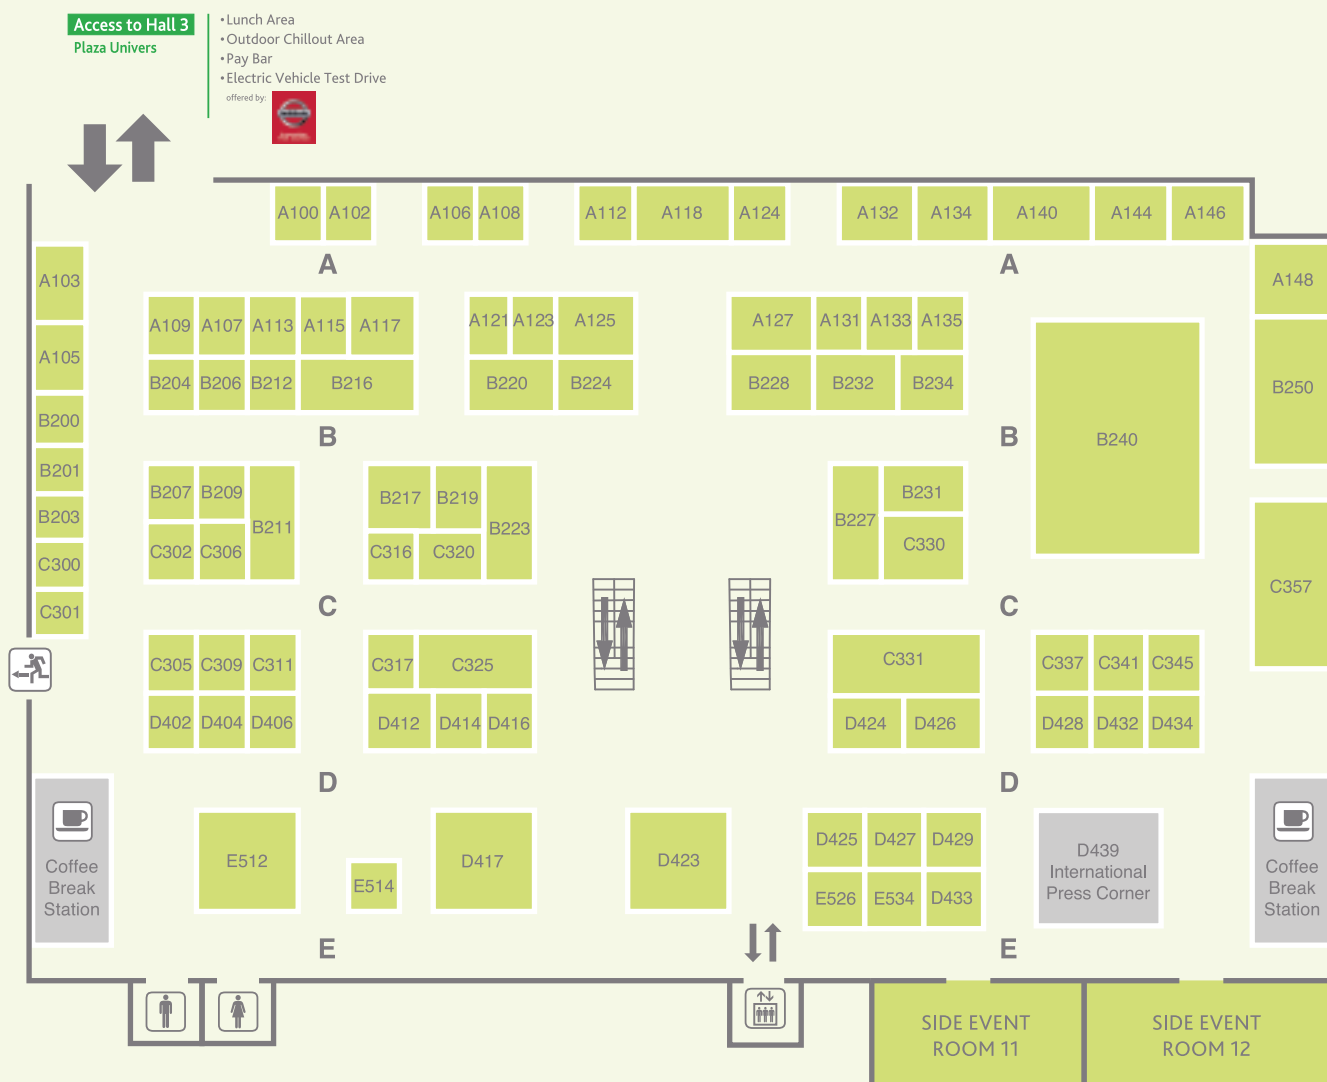 Access to Hall 3
Plaza Univers
•Lunch Area
•Outdoor Chillout Area
•Pay Bar
•Electric Vehicle Test Drive
offered by:
A100 A102 A106 A108 A112 A118 A124 A132 A134 A140 A144 A146
A A
A103 A148
A109 A107 A113 A115 A117 A121 A123 A125 A127 A131 A133 A135
A105
B204 B206 B212 B216 B220 B224 B228 B232 B234 B250
B200
B B B240
B201
B207 B209 B217 B219 B231
B203
B211 B223 B227
C302 C306 C316 C320 C330
C300
C357
C301 C C
C305 C309 C311 C317 C325 C331 C337 C341 C345
D402 D404 D406 D412 D414 D416 D424 D426 D428 D432 D434
D D
D425 D427 D429 D439
E512 D417 D423
Coffee International Coffee
Break E514 Press Corner Break
Station E526 E534 D433 Station
E E
SIDE EVENT SIDE EVENT
ROOM 11 ROOM 12